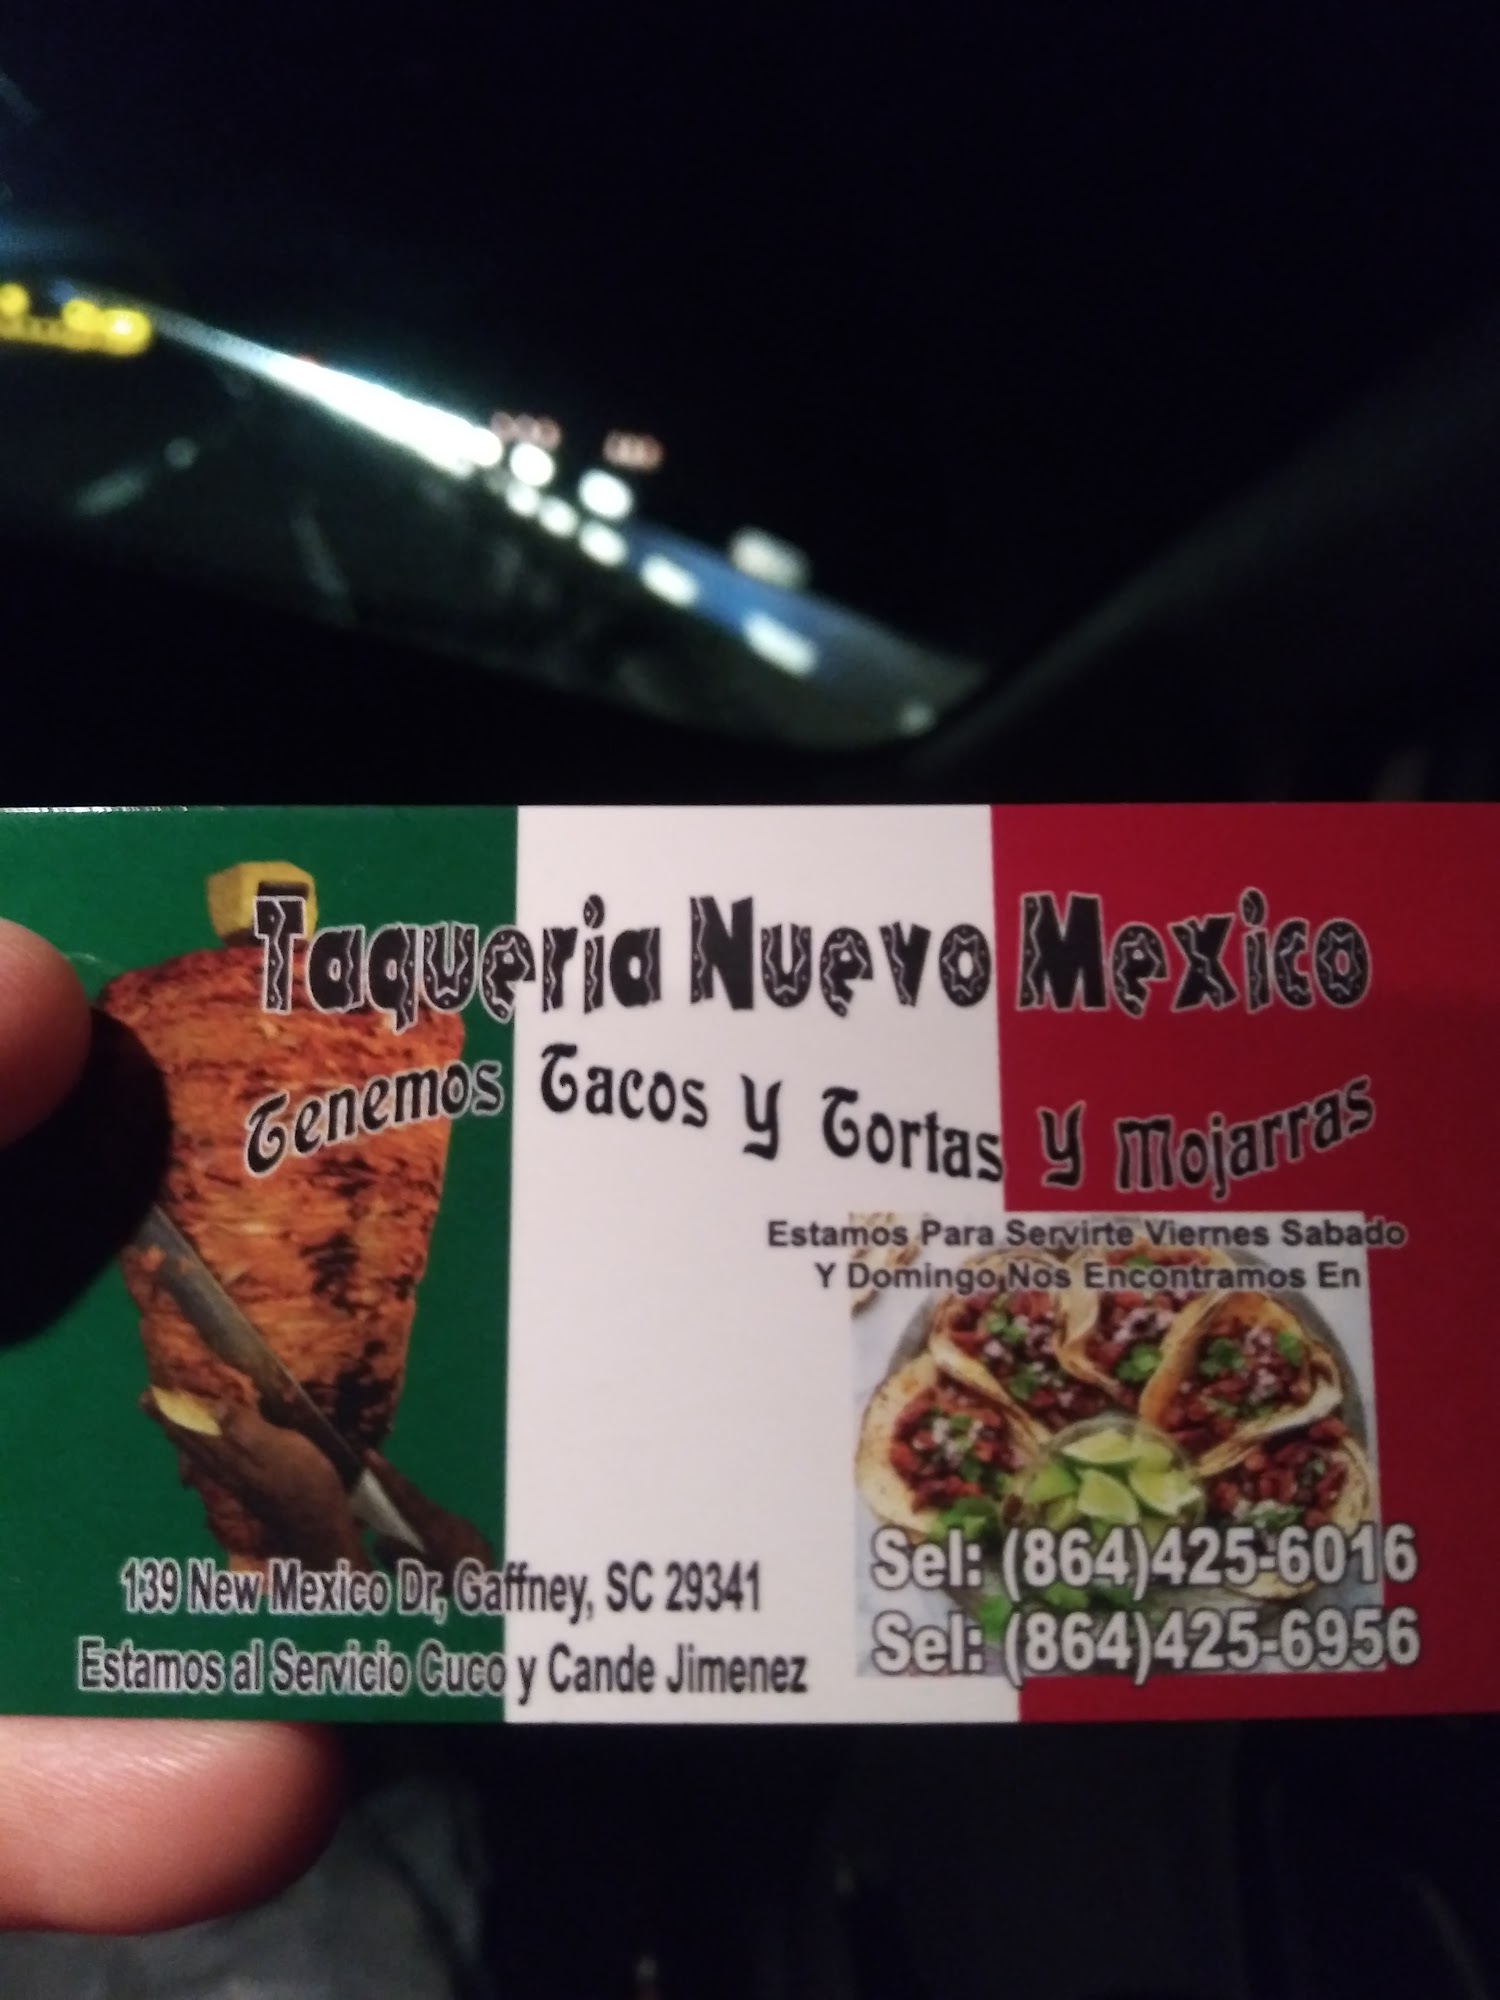 Taqueria Nuevo Mexico
Tenemos Tacos Y Tortas Y Mojarras
Estamos Para Servirte Viernes Sabado
Y Domingo,Nos Encontramos En
139 New Mexico Dr, Gaffney, SC 29341
Estamos al Servicio Cuco y Cande Jimenez
Sel: (864)425-6016
Sel: (864)425-6956